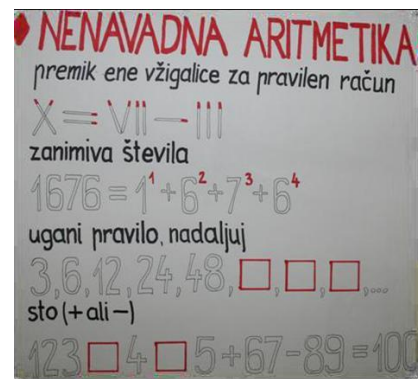 NENAVADNA ARITMETIKA
premik ene vžigalice za pravilen račun
X = VII - III
zanimiva števila
1676 = 1¹ + 6² + 7³ + 6⁴
ugani pravilo, nadaljuj
3, 6, 12, 24, 48, □, □, □, ...
sto (+ ali -)
123 □ 4 □ 5 + 67 - 89 = 100